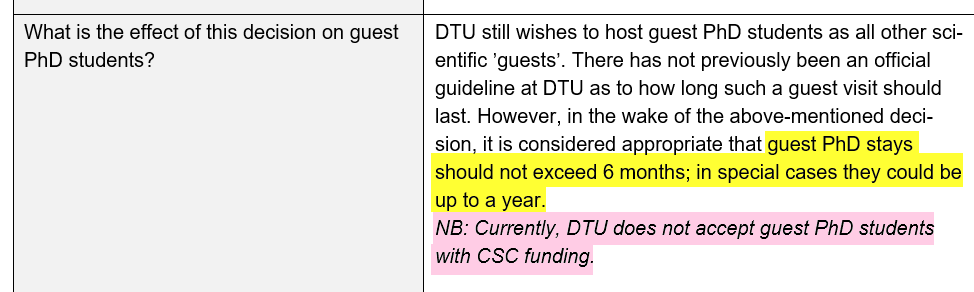 What is the effect of this decision on guest
PhD students?
DTU still wishes to host guest PhD students as all other sci-
entific ’guests’. There has not previously been an official
guideline at DTU as to how long such a guest visit should
last. However, in the wake of the above-mentioned deci-
sion, it is considered appropriate that guest PhD stays
should not exceed 6 months; in special cases they could be
up to a year.
NB: Currently, DTU does not accept guest PhD students
with CSC funding.